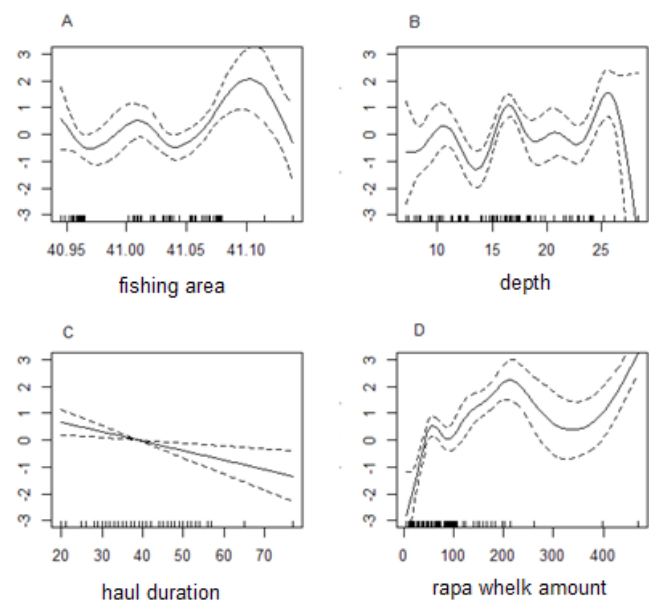 A
3
2
1
0
-1
-2
-3
40.95 41.00 41.05 41.10
fishing area
B
3
2
1
0
-1
-2
-3
10 15 20 25
depth
C
3
2
1
0
-1
-2
-3
20 30 40 50 60 70
haul duration
D
3
2
1
0
-1
-2
-3
0 100 200 300 400
rapa whelk amount